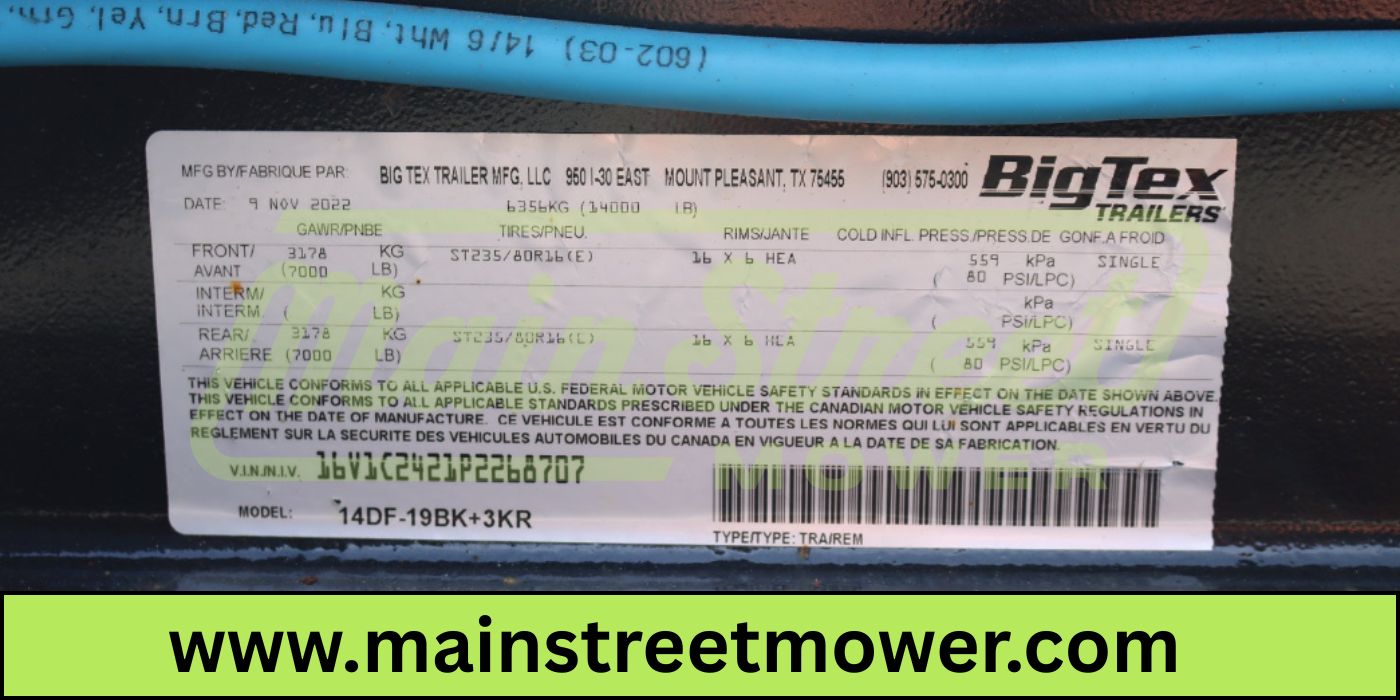 (602-03) 14/6 Wht, Blu, Red, Brn, Yel, Grn,
MFG BY/FABRIQUE PAR: BIG TEX TRAILER MFG, LLC 950 I-30 EAST MOUNT PLEASANT, TX 75455 (903) 575-0300
BigTex
TRAILERS
DATE: 9 NOV 2022 6356KG (14000 LB)
GAWR/PNBE TIRES/PNEU. RIMS/JANTE COLD INFL. PRESS./PRESS.DE GONF.A FROID
FRONT/ 3178 KG ST235/80R16(E) 16 X 6 HEA 559 kPa SINGLE
AVANT (7000 LB) ( 80 PSI/LPC)
INTERM/ KG kPa
INTERM. ( LB) ( PSI/LPC)
REAR/ 3178 KG ST235/80R16(E) 16 X 6 HEA 559 kPa SINGLE
ARRIERE (7000 LB) ( 80 PSI/LPC)
Main Street
MOWER
THIS VEHICLE CONFORMS TO ALL APPLICABLE U.S. FEDERAL MOTOR VEHICLE SAFETY STANDARDS IN EFFECT ON THE DATE SHOWN ABOVE.
THIS VEHICLE CONFORMS TO ALL APPLICABLE STANDARDS PRESCRIBED UNDER THE CANADIAN MOTOR VEHICLE SAFETY REGULATIONS IN
EFFECT ON THE DATE OF MANUFACTURE. CE VEHICULE EST CONFORME A TOUTES LES NORMES QUI LUI SONT APPLICABLES EN VERTU DU
REGLEMENT SUR LA SECURITE DES VEHICULES AUTOMOBILES DU CANADA EN VIGUEUR A LA DATE DE SA FABRICATION.
V.I.N./N.I.V. 16V1C2421P2268707
MODEL: 14DF-19BK+3KR
TYPE/TYPE: TRA/REM
www.mainstreetmower.com